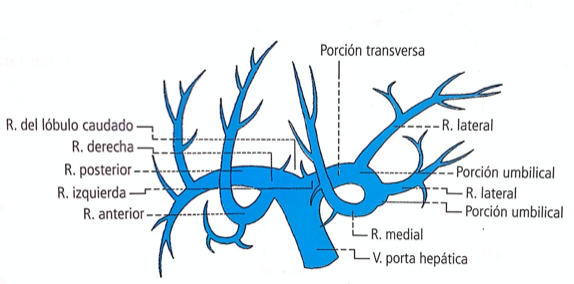 Porción transversa
R. del lóbulo caudado
R. derecha
R. posterior
R. izquierda
R. anterior
R. lateral
Porción umbilical
R. lateral
Porción umbilical
R. medial
V. porta hepática